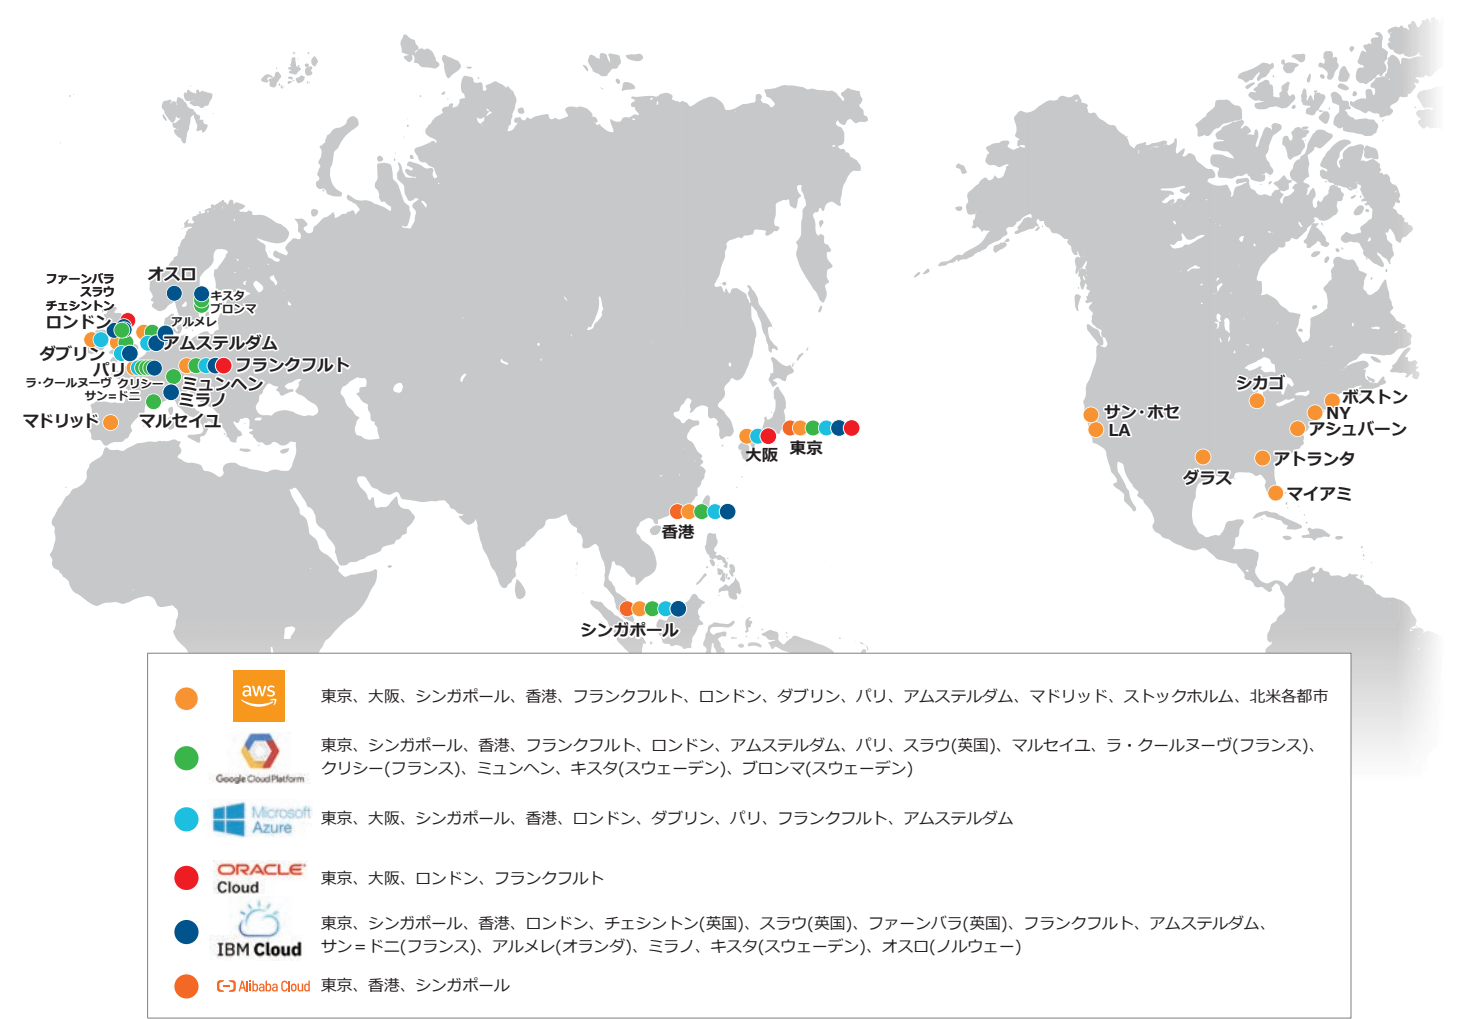 ファーンバラ
スラウ
チェシントン
ロンドン
ダブリン
パリ
ラ・クールヌーヴ クリシー
サン=ドニ
マドリッド
オスロ
キスタ
ブロンマ
アルメレ
アムステルダム
フランクフルト
ミュンヘン
ミラノ
マルセイユ
大阪
東京
香港
シンガポール
サン・ホセ
LA
シカゴ
ボストン
NY
アシュバーン
ダラス
アトランタ
マイアミ
aws
東京、大阪、シンガポール、香港、フランクフルト、ロンドン、ダブリン、パリ、アムステルダム、マドリッド、ストックホルム、北米各都市
Google Cloud Platform
東京、シンガポール、香港、フランクフルト、ロンドン、アムステルダム、パリ、スラウ(英国)、マルセイユ、ラ・クールヌーヴ(フランス)、
クリシー(フランス)、ミュンヘン、キスタ(スウェーデン)、ブロンマ(スウェーデン)
Microsoft
Azure
東京、大阪、シンガポール、香港、ロンドン、ダブリン、パリ、フランクフルト、アムステルダム
ORACLE
Cloud
東京、大阪、ロンドン、フランクフルト
IBM Cloud
東京、シンガポール、香港、ロンドン、チェシントン(英国)、スラウ(英国)、ファーンバラ(英国)、フランクフルト、アムステルダム、
サン＝ドニ(フランス)、アルメレ(オランダ)、ミラノ、キスタ(スウェーデン)、オスロ(ノルウェー)
Alibaba Cloud
東京、香港、シンガポール